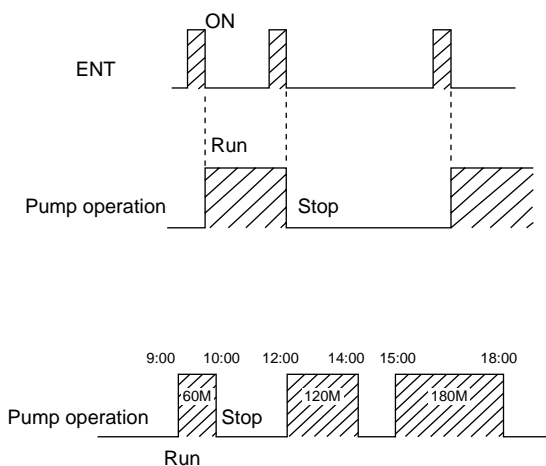 ON
ENT
Run
Pump operation
Stop
9:00 10:00 12:00 14:00 15:00 18:00
60M 120M 180M
Pump operation Stop
Run